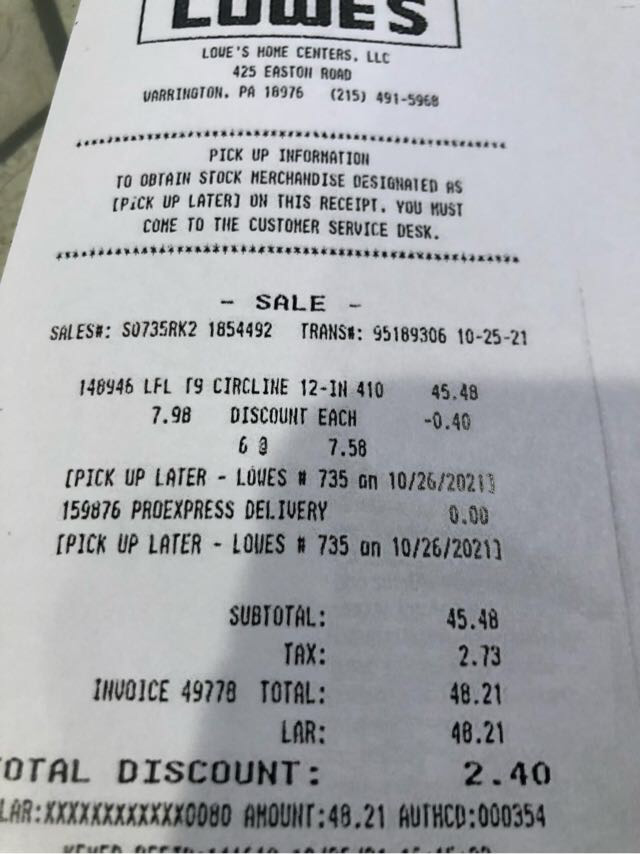 LOWES
LOWE'S HOME CENTERS, LLC
425 EASTON ROAD
WARRINGTON, PA 18976 (215) 491-5968
****************************************************
PICK UP INFORMATION
TO OBTAIN STOCK MERCHANDISE DESIGNATED AS
[PICK UP LATER] ON THIS RECEIPT, YOU MUST
COME TO THE CUSTOMER SERVICE DESK.
****************************************************
- SALE -
SALES#: S0735RK2 1854492 TRANS#: 95189306 10-25-21
148946 LFL T9 CIRCLINE 12-IN 410 45.48
7.98 DISCOUNT EACH -0.40
6 @ 7.58
[PICK UP LATER - LOWES # 735 on 10/26/2021]
159876 PROEXPRESS DELIVERY 0.00
[PICK UP LATER - LOWES # 735 on 10/26/2021]
SUBTOTAL: 45.48
TAX: 2.73
INVOICE 49778 TOTAL: 48.21
LAR: 48.21
OTAL DISCOUNT: 2.40
LAR:XXXXXXXXXXXX0080 AMOUNT:48.21 AUTHCD:000354